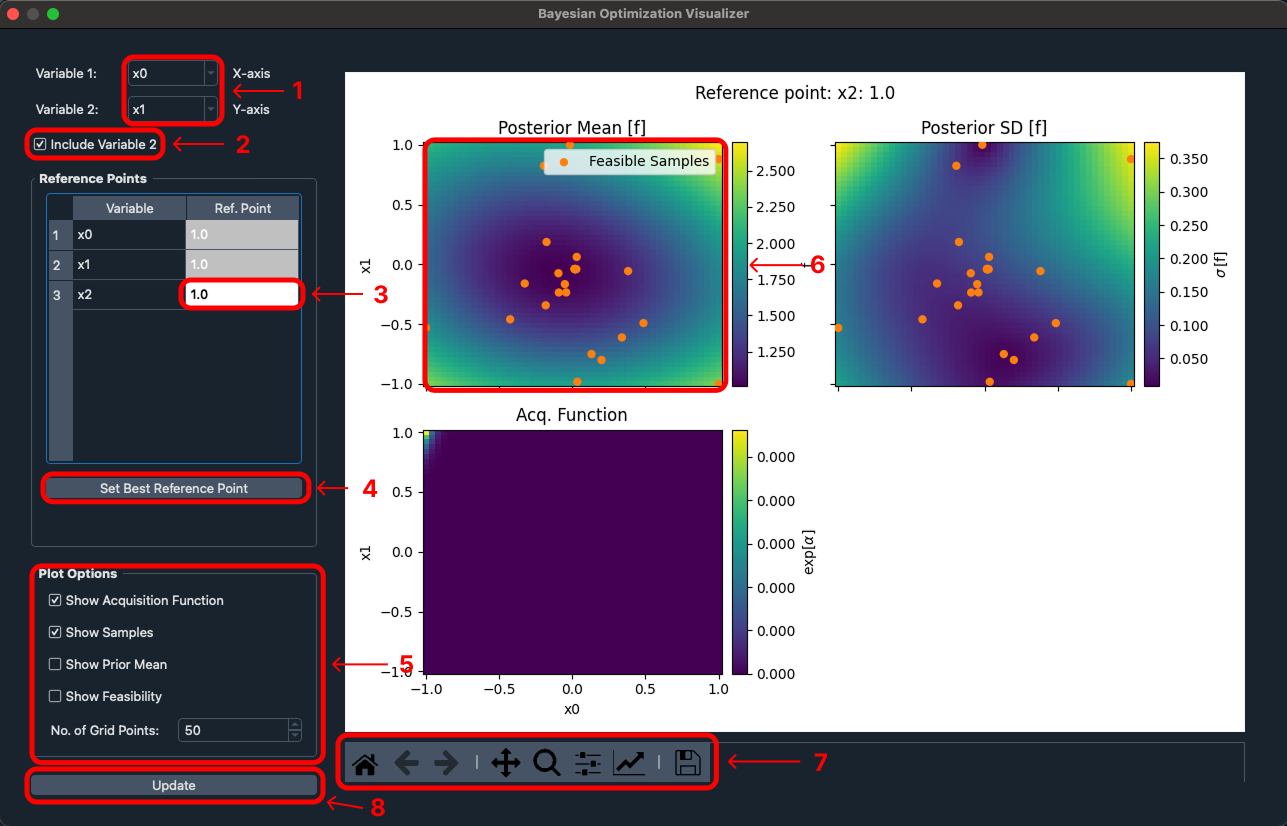 Bayesian Optimization Visualizer
Variable 1: x0 X-axis
1
Variable 2: x1 Y-axis
Include Variable 2
2
Reference Points
Variable Ref. Point
1 x0 1.0
2 x1 1.0
3 x2 1.0
3
Set Best Reference Point
4
Plot Options
Show Acquisition Function
Show Samples
Show Prior Mean
5
Show Feasibility
No. of Grid Points: 50
Update
8
Reference point: x2: 1.0
Posterior Mean [f]
Feasible Samples
1.0
0.5
0.0
−0.5
−1.0
x1
2.500
2.250
2.000
1.750
1.500
1.250
6
Posterior SD [f]
0.350
0.300
0.250
0.200
0.150
0.100
0.050
σ[f]
Acq. Function
1.0
0.5
0.0
−0.5
−1.0
x1
−1.0 −0.5 0.0 0.5 1.0
x0
0.000
0.000
0.000
0.000
0.000
0.000
exp[α]
7